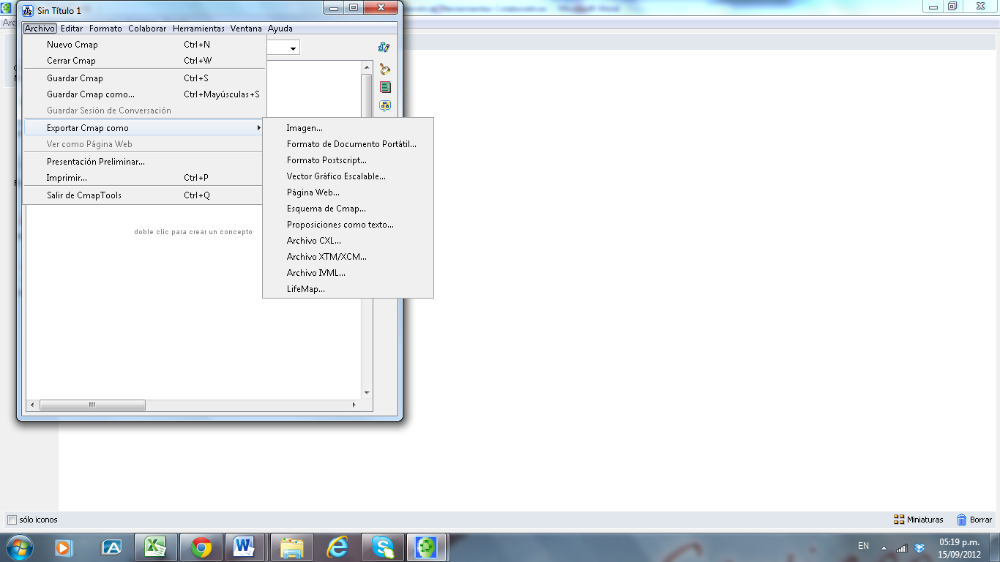 Sin Título 1
Archivo Editar Formato Colaborar Herramientas Ventana Ayuda
Nuevo Cmap Ctrl+N
Cerrar Cmap Ctrl+W
Guardar Cmap Ctrl+S
Guardar Cmap como... Ctrl+Mayúsculas+S
Guardar Sesión de Conversación
Exportar Cmap como
Ver como Página Web
Presentación Preliminar...
Imprimir... Ctrl+P
Salir de CmapTools Ctrl+Q
Imagen...
Formato de Documento Portátil...
Formato Postscript...
Vector Gráfico Escalable...
Página Web...
Esquema de Cmap...
Proposiciones como texto...
Archivo CXL...
Archivo XTM/XCM...
Archivo IVML...
LifeMap...
doble clic para crear un concepto
sólo iconos
Miniaturas
Borrar
EN
05:19 p.m.
15/09/2012